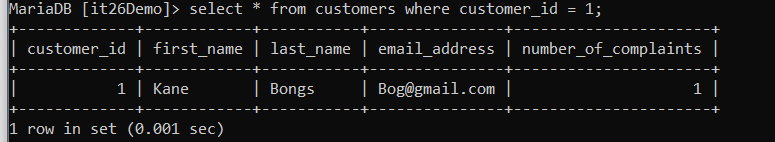 MariaDB [it26Demo]> select * from customers where customer_id = 1;
+-------------+------------+-----------+---------------+----------------------+
| customer_id | first_name | last_name | email_address | number_of_complaints |
+-------------+------------+-----------+---------------+----------------------+
|           1 | Kane       | Bongs     | Bog@gmail.com |                    1 |
+-------------+------------+-----------+---------------+----------------------+
1 row in set (0.001 sec)